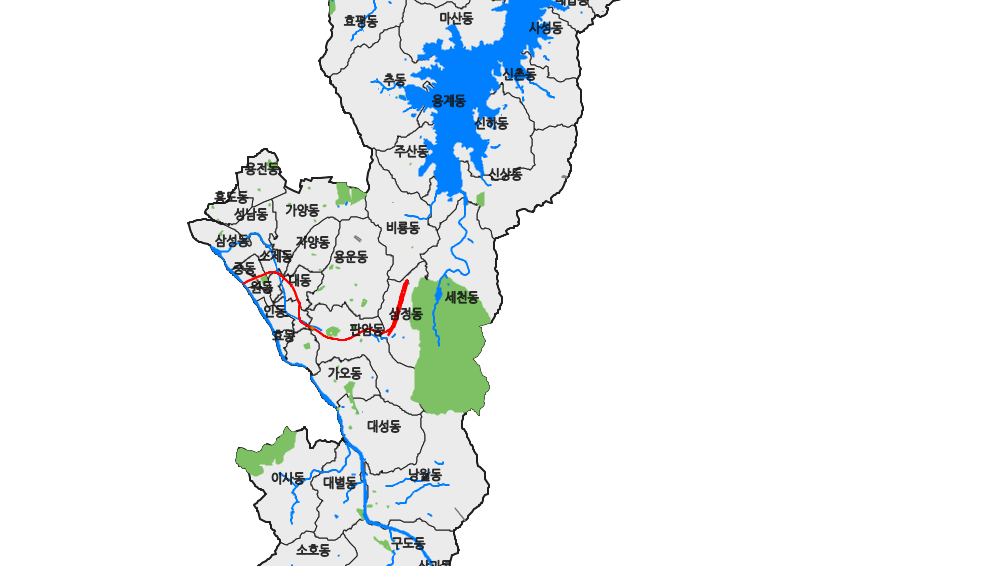 효평동
마산동
사성동
추동
신촌동
용계동
신하동
주산동
신상동
용전동
홍도동
성남동
가양동
비룡동
삼성동
자양동
소제동
용운동
중동
대동
원동
세천동
인동
삼정동
판암동
효동
가오동
대성동
이사동
대별동
낭월동
소호동
구도동